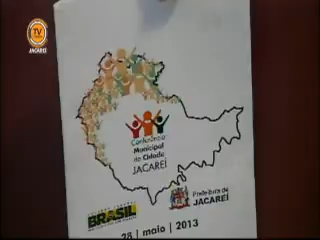 TV
JACAREÍ
Conferência
Municipal
da Cidade
JACAREÍ
BRASIL
Prefeitura de
JACAREÍ
28 | maio | 2013